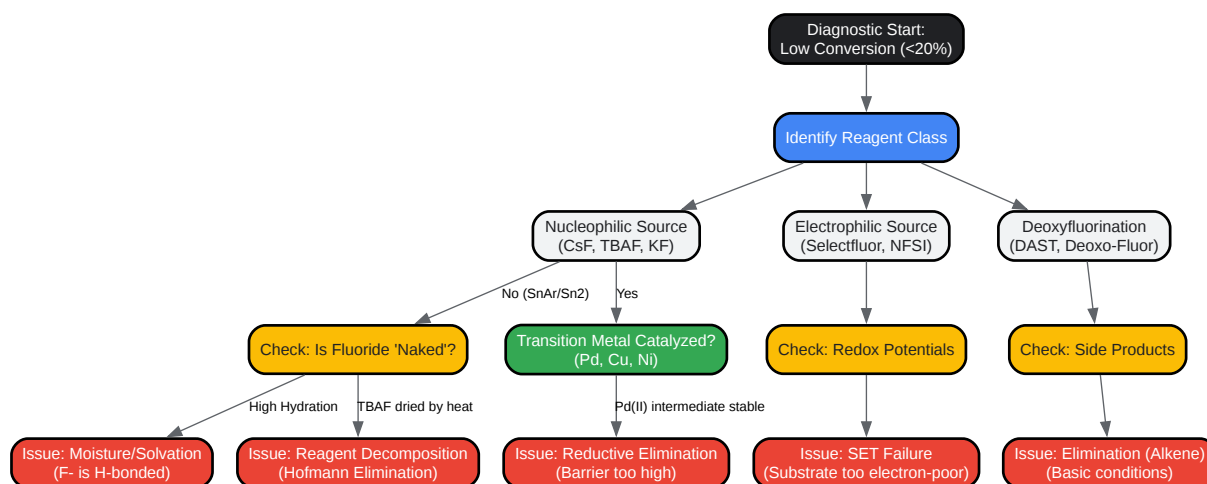 Diagnostic Start:
Low Conversion (<20%)
Identify Reagent Class
Nucleophilic Source
(CsF, TBAF, KF)
Electrophilic Source
(Selectfluor, NFSI)
Deoxyfluorination
(DAST, Deoxo-Fluor)
No (SnAr/Sn2)
Yes
Check: Is Fluoride 'Naked'?
Transition Metal Catalyzed?
(Pd, Cu, Ni)
Check: Redox Potentials
Check: Side Products
High Hydration
TBAF dried by heat
Pd(II) intermediate stable
Issue: Moisture/Solvation
(F- is H-bonded)
Issue: Reagent Decomposition
(Hofmann Elimination)
Issue: Reductive Elimination
(Barrier too high)
Issue: SET Failure
(Substrate too electron-poor)
Issue: Elimination (Alkene)
(Basic conditions)